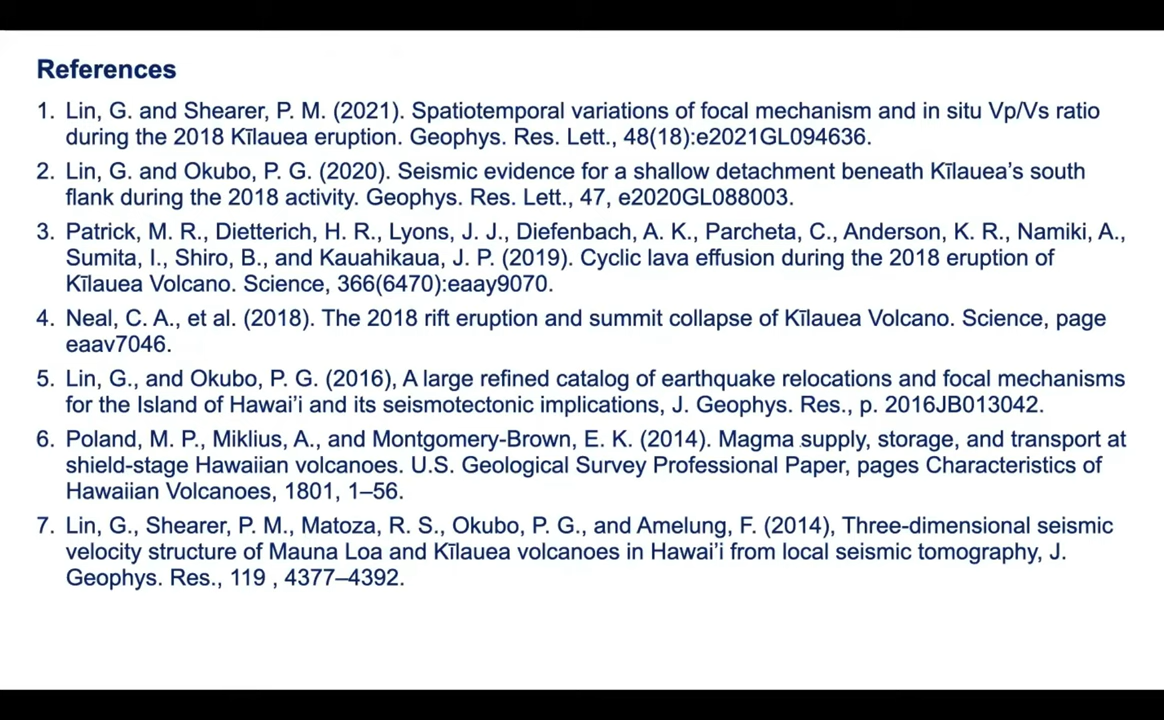 References
1. Lin, G. and Shearer, P. M. (2021). Spatiotemporal variations of focal mechanism and in situ Vp/Vs ratio
during the 2018 Kīlauea eruption. Geophys. Res. Lett., 48(18):e2021GL094636.
2. Lin, G. and Okubo, P. G. (2020). Seismic evidence for a shallow detachment beneath Kīlauea’s south
flank during the 2018 activity. Geophys. Res. Lett., 47, e2020GL088003.
3. Patrick, M. R., Dietterich, H. R., Lyons, J. J., Diefenbach, A. K., Parcheta, C., Anderson, K. R., Namiki, A.,
Sumita, I., Shiro, B., and Kauahikaua, J. P. (2019). Cyclic lava effusion during the 2018 eruption of
Kīlauea Volcano. Science, 366(6470):eaay9070.
4. Neal, C. A., et al. (2018). The 2018 rift eruption and summit collapse of Kīlauea Volcano. Science, page
eaav7046.
5. Lin, G., and Okubo, P. G. (2016), A large refined catalog of earthquake relocations and focal mechanisms
for the Island of Hawai’i and its seismotectonic implications, J. Geophys. Res., p. 2016JB013042.
6. Poland, M. P., Miklius, A., and Montgomery-Brown, E. K. (2014). Magma supply, storage, and transport at
shield-stage Hawaiian volcanoes. U.S. Geological Survey Professional Paper, pages Characteristics of
Hawaiian Volcanoes, 1801, 1–56.
7. Lin, G., Shearer, P. M., Matoza, R. S., Okubo, P. G., and Amelung, F. (2014), Three-dimensional seismic
velocity structure of Mauna Loa and Kīlauea volcanoes in Hawai’i from local seismic tomography, J.
Geophys. Res., 119 , 4377–4392.